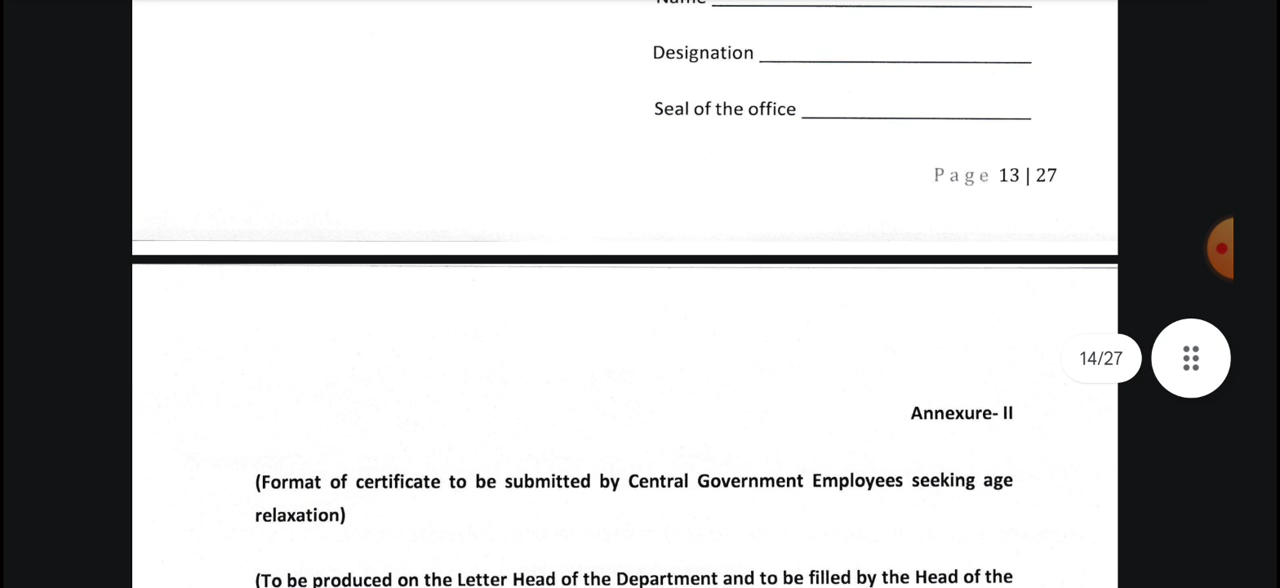 Name
Designation
Seal of the office
Page 13 | 27
14/27
Annexure- II
(Format of certificate to be submitted by Central Government Employees seeking age
relaxation)
(To be produced on the Letter Head of the Department and to be filled by the Head of the